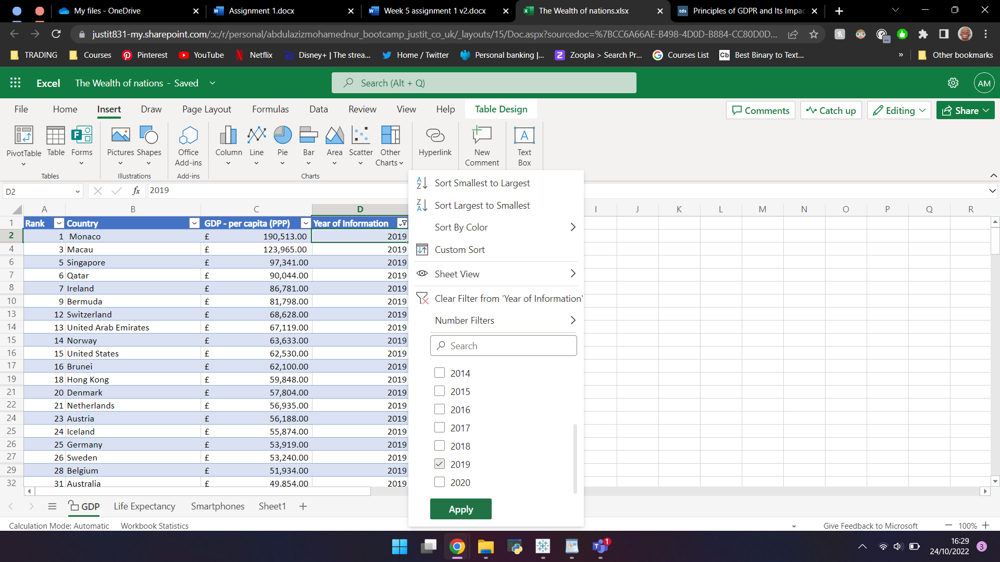 My files - OneDrive
Assignment 1.docx
Week 5 assignment 1 v2.docx
The Wealth of nations.xlsx
tds Principles of GDPR and Its Impac
justit831-my.sharepoint.com/:x:/r/personal/abdulazizmohamednur_bootcamp_justit_co_uk/_layouts/15/Doc.aspx?sourcedoc=%7BCC6A66AE-B498-4D0D-B884-CC80D0D...
TRADING Courses Pinterest YouTube Netflix Disney+ | The strea... Home / Twitter Personal banking |... Zoopla > Search Pr... Courses List Cb Best Binary to Text... » Other bookmarks
Excel The Wealth of nations - Saved Search (Alt + Q) AM
File Home Insert Draw Page Layout Formulas Data Review View Help Table Design Comments Catch up Editing Share
PivotTable Table Forms Pictures Shapes Office Add-ins Column Line Pie Bar Area Scatter Other Charts Hyperlink New Comment Text Box
Tables Illustrations Add-ins Charts
D2 fx 2019
A B C D I J K L M N O P Q R
1 Rank Country GDP - per capita (PPP) Year of Information
2 1 Monaco £ 190,513.00 2019
4 3 Macau £ 123,965.00 2019
6 5 Singapore £ 97,341.00 2019
7 6 Qatar £ 90,044.00 2019
8 7 Ireland £ 86,781.00 2019
10 9 Bermuda £ 81,798.00 2019
13 12 Switzerland £ 68,628.00 2019
14 13 United Arab Emirates £ 67,119.00 2019
15 14 Norway £ 63,633.00 2019
16 15 United States £ 62,530.00 2019
17 16 Brunei £ 62,100.00 2019
19 18 Hong Kong £ 59,848.00 2019
21 20 Denmark £ 57,804.00 2019
22 21 Netherlands £ 56,935.00 2019
24 23 Austria £ 56,188.00 2019
25 24 Iceland £ 55,874.00 2019
26 25 Germany £ 53,919.00 2019
27 26 Sweden £ 53,240.00 2019
29 28 Belgium £ 51,934.00 2019
32 31 Australia £ 49,854.00 2019
Sort Smallest to Largest
Sort Largest to Smallest
Sort By Color
Custom Sort
Sheet View
Clear Filter from 'Year of Information'
Number Filters
Search
2014
2015
2016
2017
2018
2019
2020
Apply
GDP Life Expectancy Smartphones Sheet1
Calculation Mode: Automatic Workbook Statistics Give Feedback to Microsoft 100%
1
16:29
24/10/2022
3